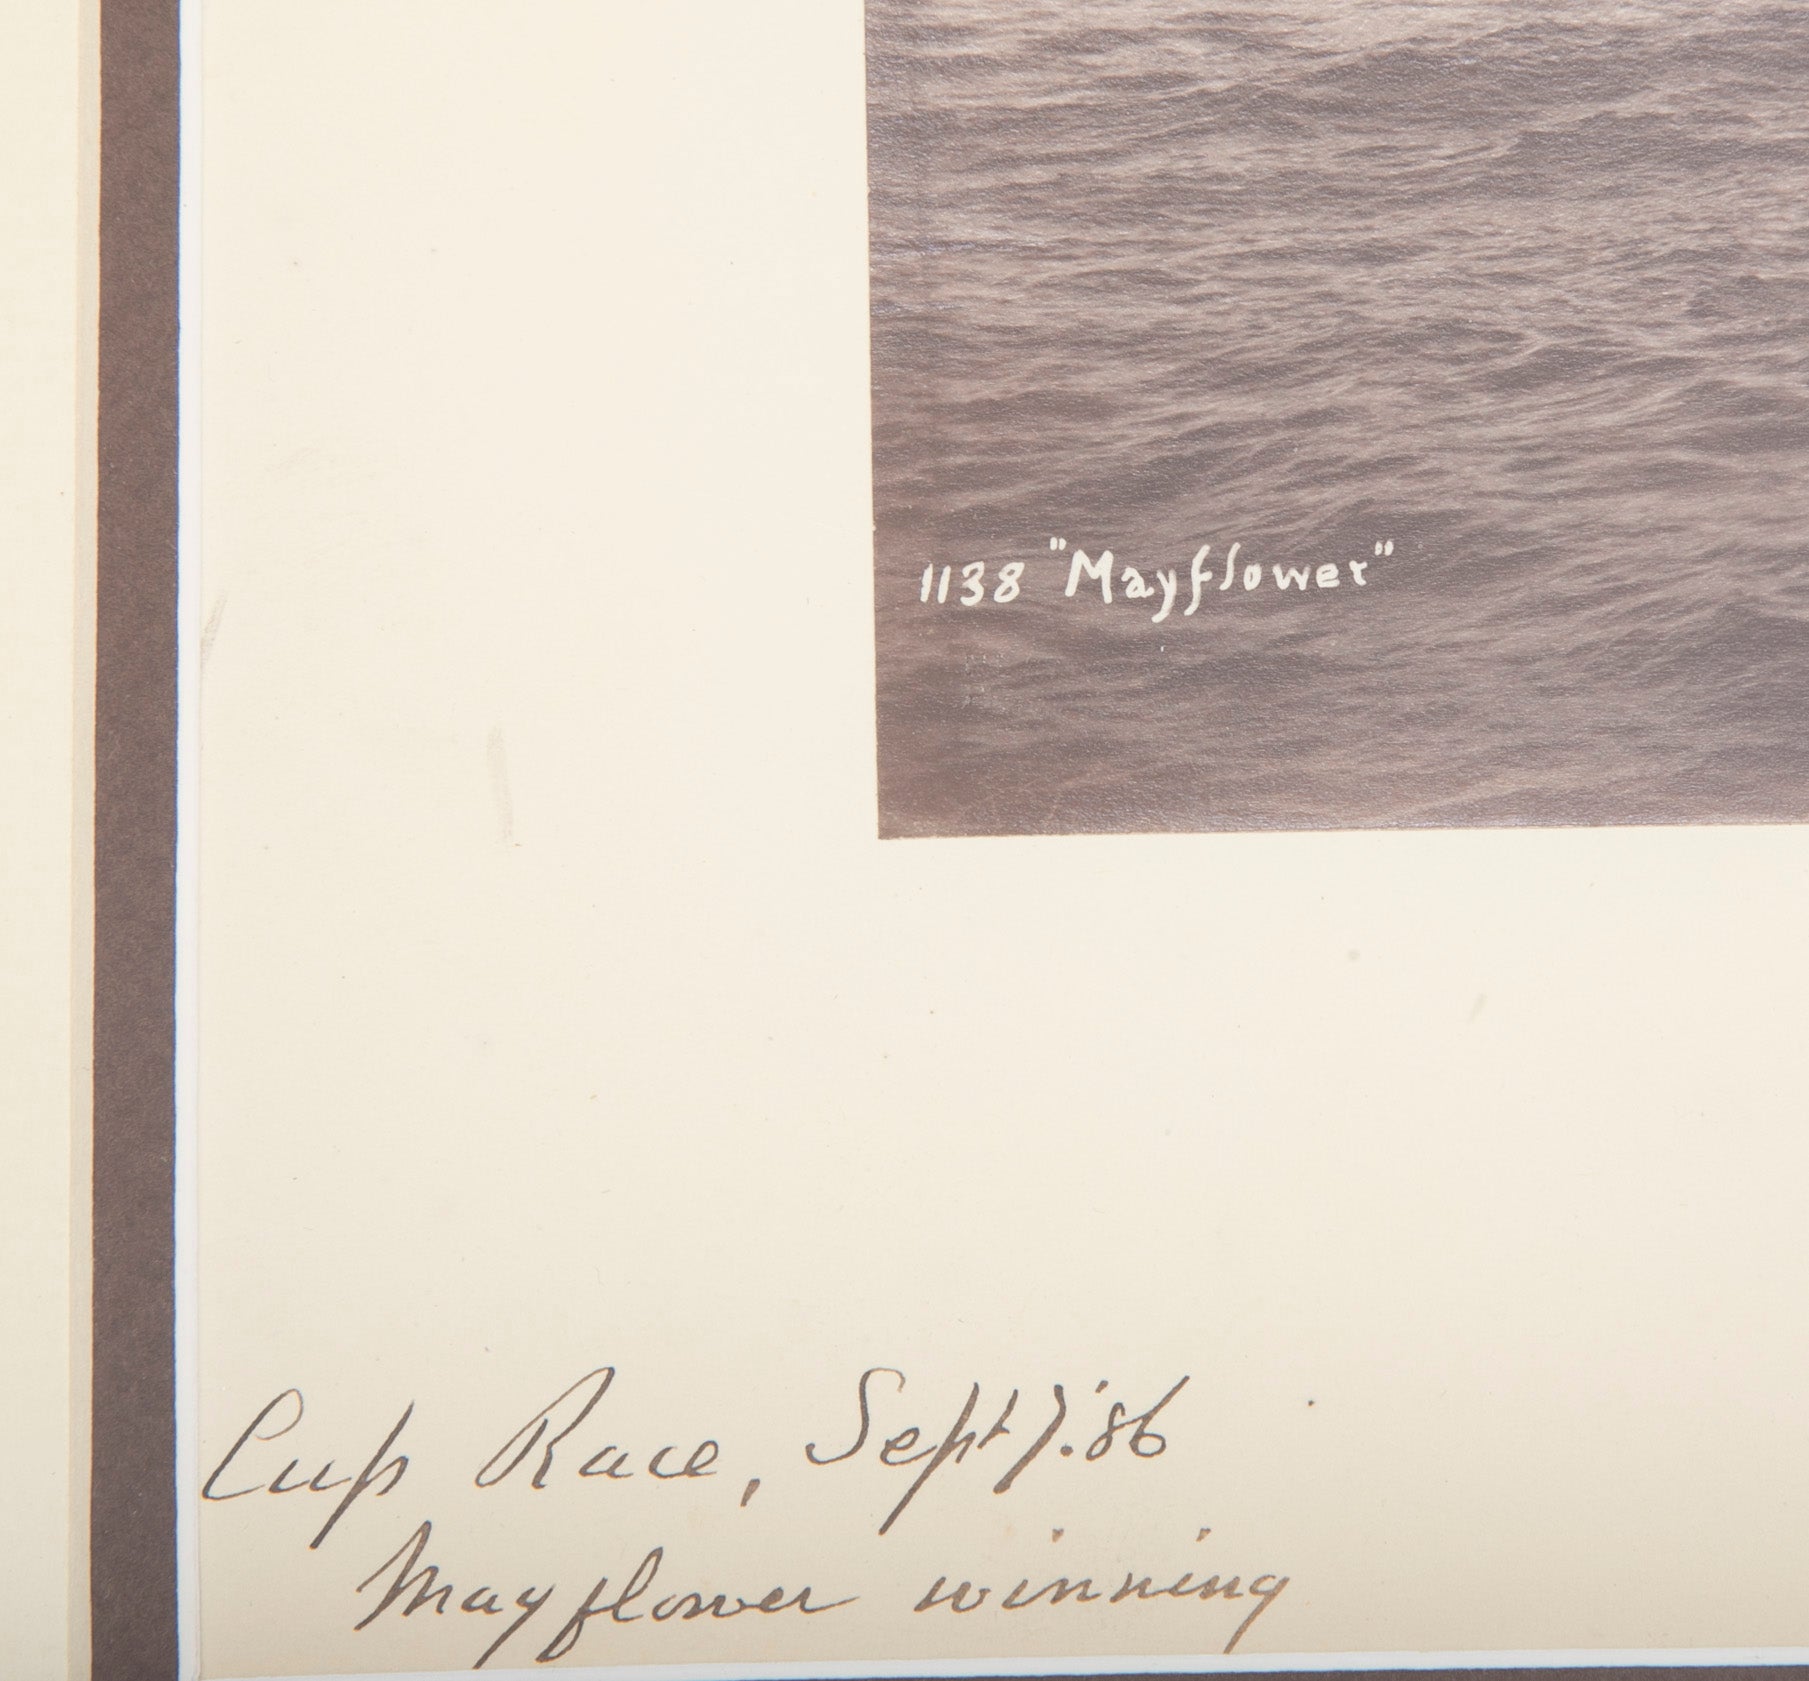 1138 "Mayflower"
Cup Race, Sept 7. '86
Mayflower winning